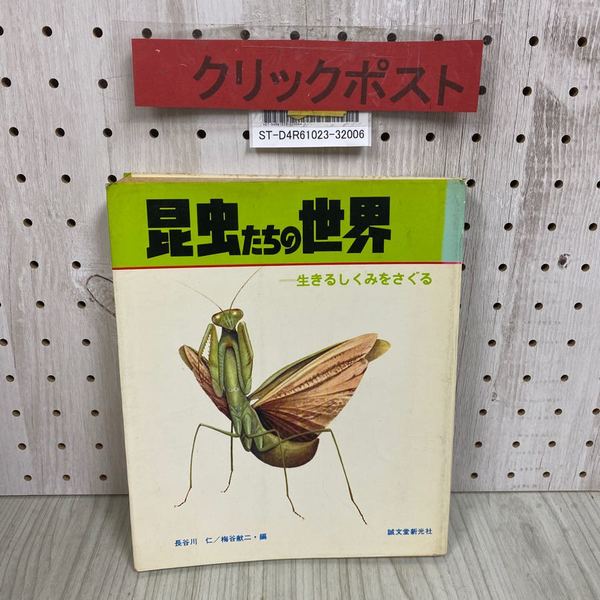 クリックポスト
ST-D4R61023-32006
昆虫たちの世界
―生きるしくみをさぐる
長谷川 仁/梅谷献二・編
誠文堂新光社